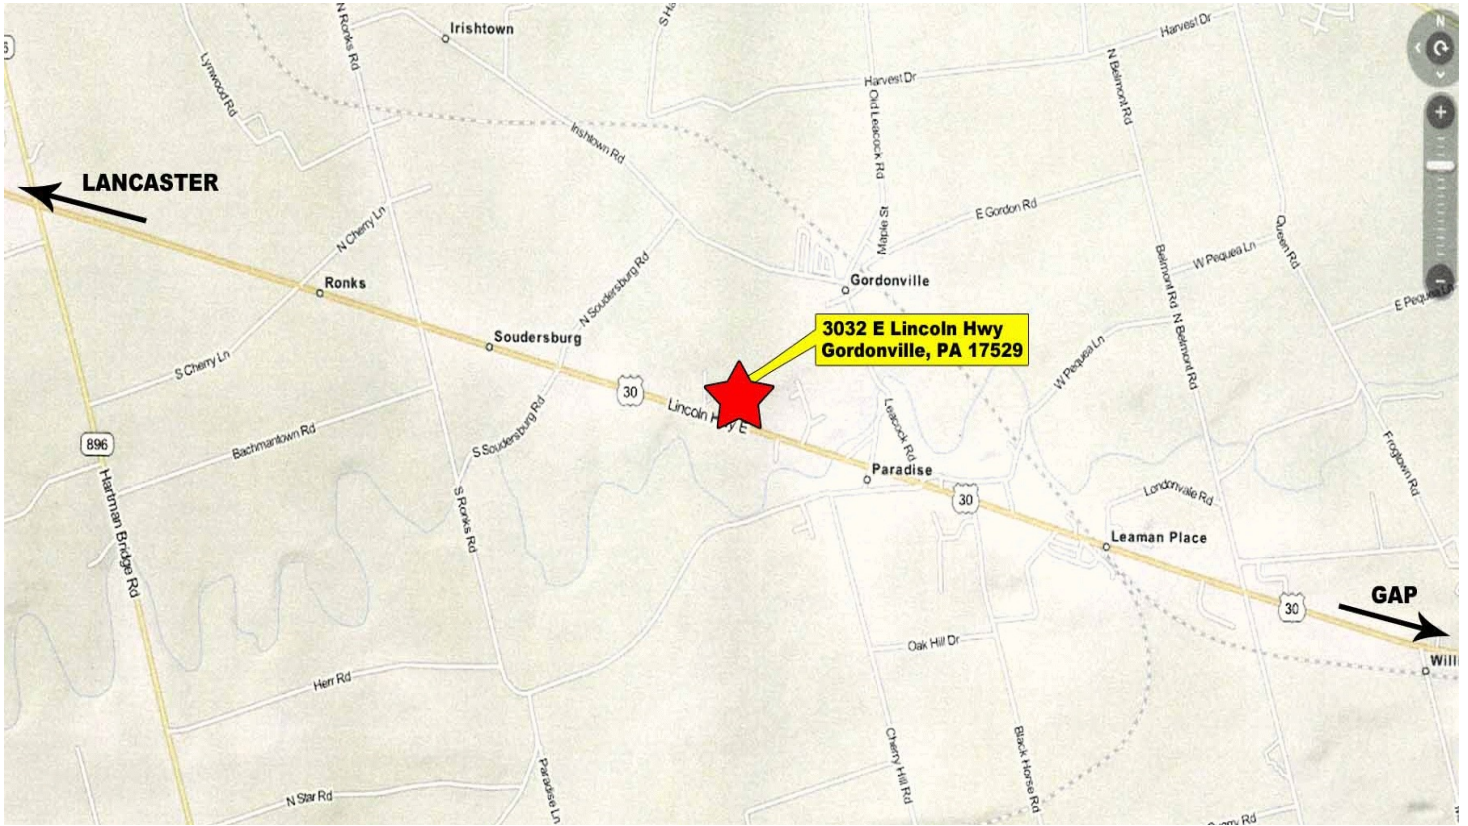 Irishtown
N Ronks Rd
Harvest Dr
N
Lynwood Rd
Harvest Dr
N Belmont Rd
Old Leacock Rd
Irishtown Rd
LANCASTER
Maple St
E Gordon Rd
N Cherry Ln
Queen Rd
W Pequea Ln
Belmont Rd
N Soudersburg Rd
Ronks
Gordonville
3032 E Lincoln Hwy
Gordonville, PA 17529
Soudersburg
N Belmont Rd
W Pequea Ln
S Cherry Ln
30
Lincoln Hwy E
Leacock Rd
S Soudersburg Rd
Bachmantown Rd
896
Frogtown Rd
Paradise
30
Londonvale Rd
Hartman Bridge Rd
S Ronks Rd
Leaman Place
GAP
30
Oak Hill Dr
Herr Rd
Cherry Hill Rd
Black Horse Rd
Paradise Ln
N Star Rd